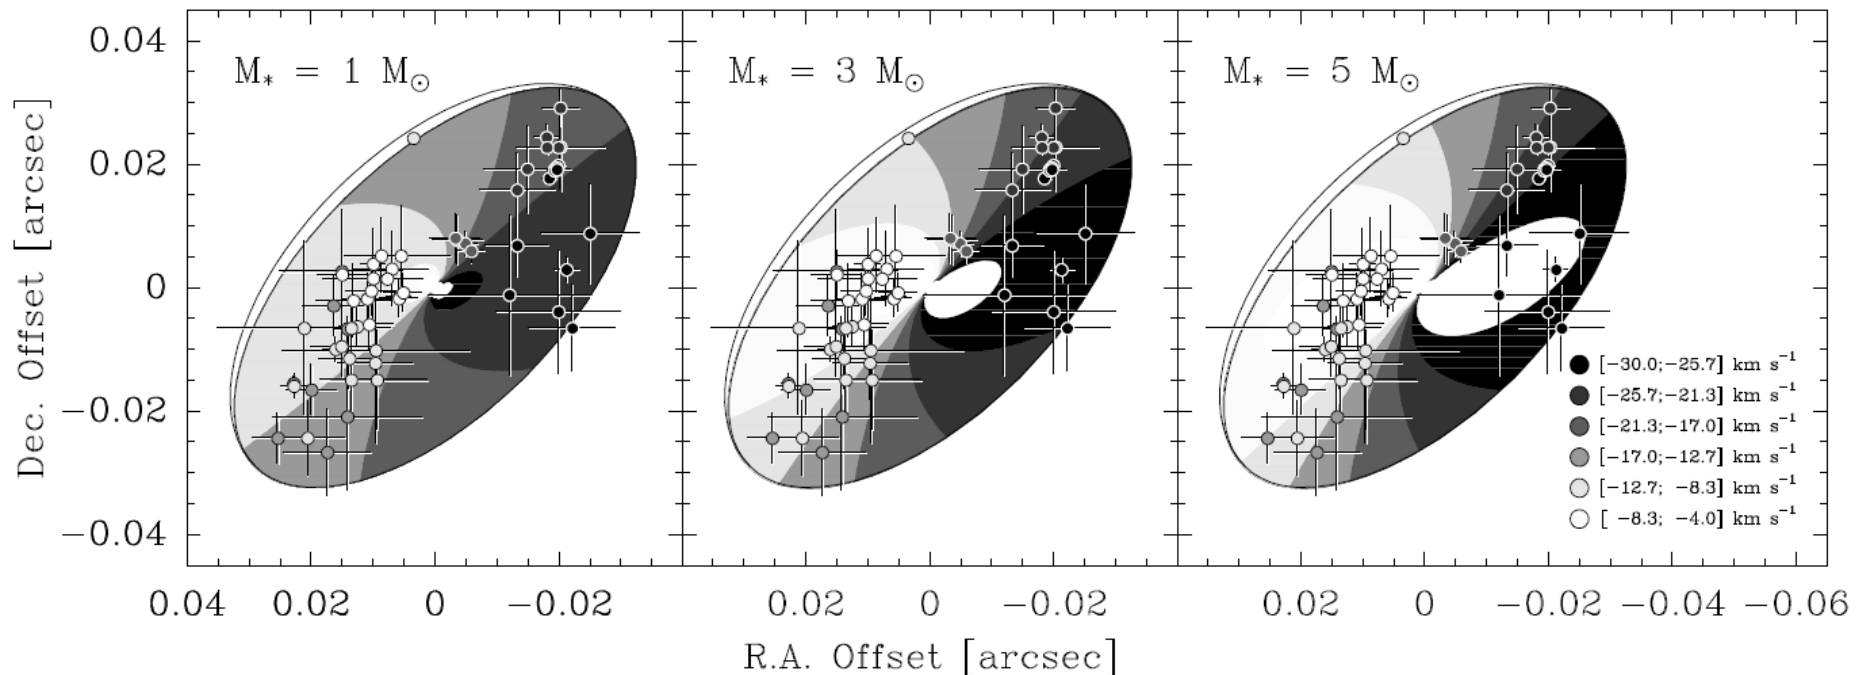 M* = 1 M⊙
M* = 3 M⊙
M* = 5 M⊙
0.04
0.02
0
−0.02
−0.04
Dec. Offset [arcsec]
[−30.0;−25.7] km s⁻¹
[−25.7;−21.3] km s⁻¹
[−21.3;−17.0] km s⁻¹
[−17.0;−12.7] km s⁻¹
[−12.7; −8.3] km s⁻¹
[ −8.3; −4.0] km s⁻¹
0.04 0.02 0 −0.02 0.02 0 −0.02 0.02 0 −0.02 −0.04 −0.06
R.A. Offset [arcsec]